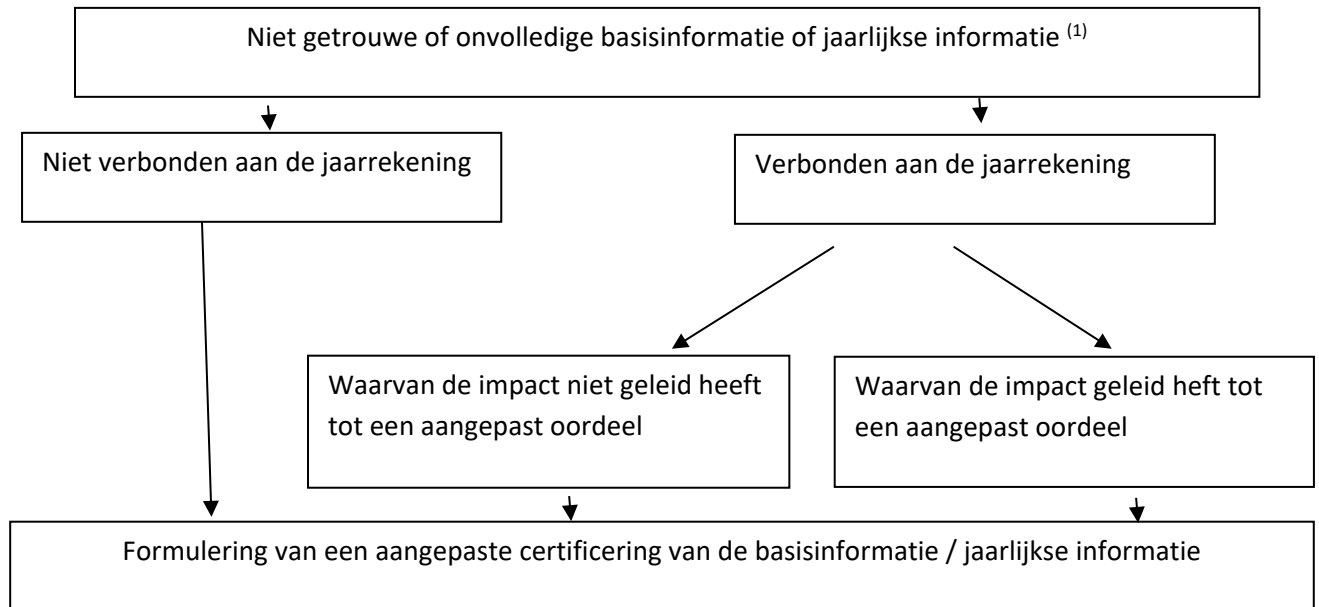 Niet getrouwe of onvolledige basisinformatie of jaarlijkse informatie (1)
Niet verbonden aan de jaarrekening
Verbonden aan de jaarrekening
Waarvan de impact niet geleid heeft
tot een aangepast oordeel
Waarvan de impact geleid heft tot
een aangepast oordeel
Formulering van een aangepaste certificering van de basisinformatie / jaarlijkse informatie